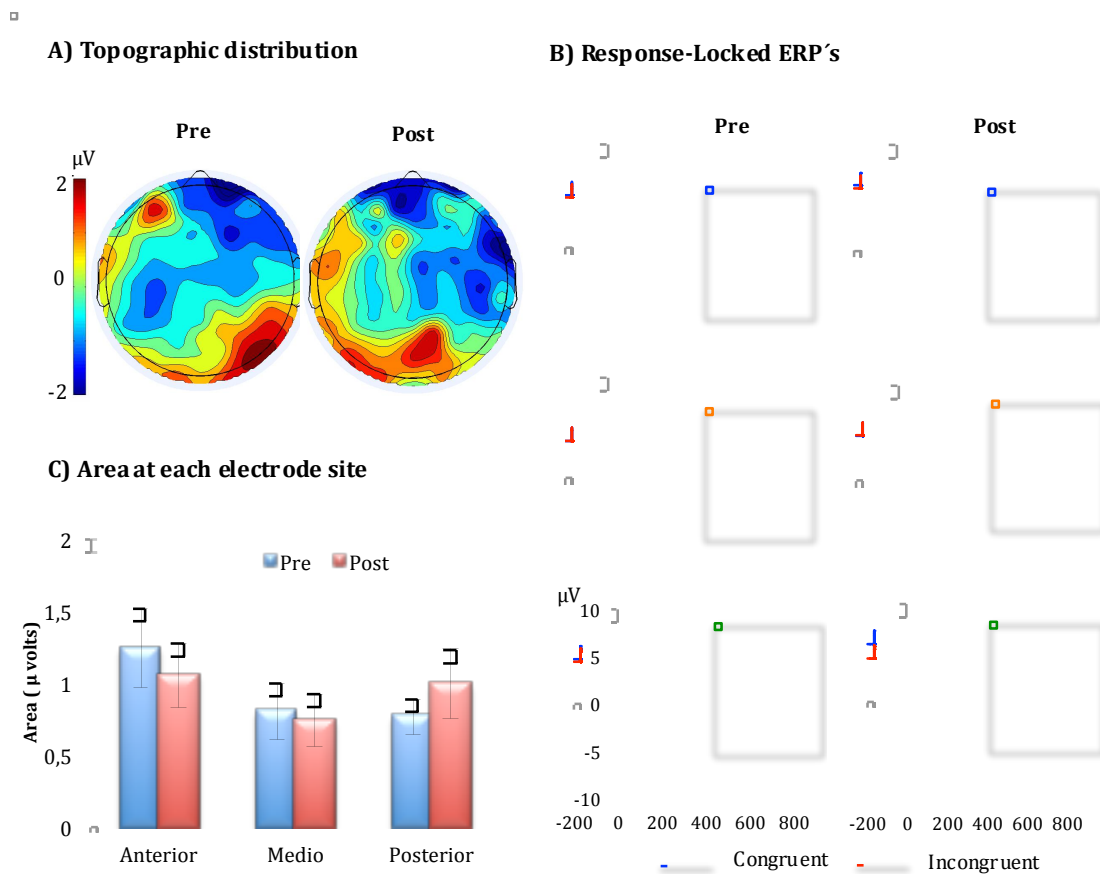 A) Topographic distribution
Pre
Post
µV
2
0
-2
B) Response-Locked ERP´s
Pre
Post
µV
10
5
0
-5
-10
-200 0 200 400 600 800
-200 0 200 400 600 800
Congruent
Incongruent
C) Area at each electrode site
Area ( µ volts)
2
1,5
1
0,5
0
Pre
Post
Anterior
Medio
Posterior